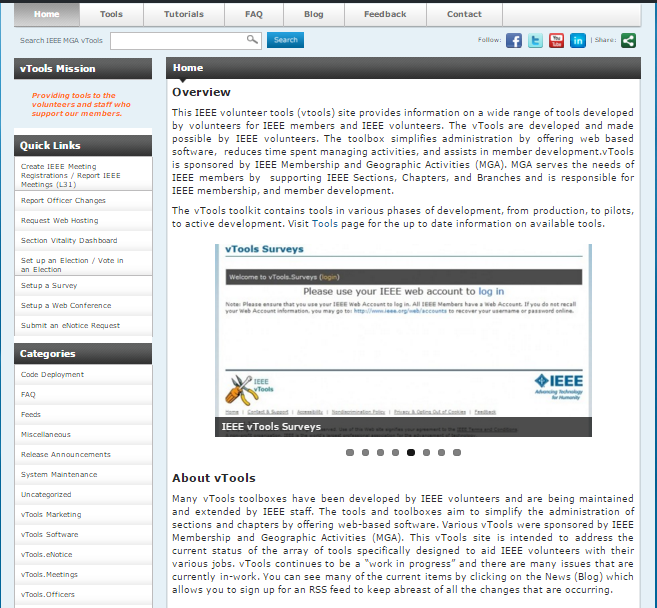 Home Tools Tutorials FAQ Blog Feedback Contact
Search IEEE MGA vTools Search Follow: | Share:
vTools Mission
Providing tools to the
volunteers and staff who
support our members.
Quick Links
Create IEEE Meeting
Registrations / Report IEEE
Meetings (L31)
Report Officer Changes
Request Web Hosting
Section Vitality Dashboard
Set up an Election / Vote in
an Election
Setup a Survey
Setup a Web Conference
Submit an eNotice Request
Categories
Code Deployment
FAQ
Feeds
Miscellaneous
Release Announcements
System Maintenance
Uncategorized
vTools Marketing
vTools Software
vTools.eNotice
vTools.Meetings
vTools.Officers
Home
Overview
This IEEE volunteer tools (vtools) site provides information on a wide range of tools developed
by volunteers for IEEE members and IEEE volunteers. The vTools are developed and made
possible by IEEE volunteers. The toolbox simplifies administration by offering web based
software, reduces time spent managing activities, and assists in member development.vTools
is sponsored by IEEE Membership and Geographic Activities (MGA). MGA serves the needs of
IEEE members by supporting IEEE Sections, Chapters, and Branches and is responsible for
IEEE membership, and member development.
The vTools toolkit contains tools in various phases of development, from production, to pilots,
to active development. Visit Tools page for the up to date information on available tools.
vTools Surveys
Welcome to vTools.Surveys (login)
Please use your IEEE web account to log in
Note: Please ensure that you use your IEEE Web Account to log in. All IEEE Members have a Web Account. If you do not recall
your Web Account information, you may go to: http://www.ieee.org/web/accounts to recover your username or password online.
IEEE
vTools
IEEE
Advancing Technology
for Humanity
Home | Contact & Support | Accessibility | Nondiscrimination Policy | Privacy & Opting Out of Cookies | Feedback
IEEE vTools Surveys
About vTools
Many vTools toolboxes have been developed by IEEE volunteers and are being maintained
and extended by IEEE staff. The tools and toolboxes aim to simplify the administration of
sections and chapters by offering web-based software. Various vTools were sponsored by IEEE
Membership and Geographic Activities (MGA). This vTools site is intended to address the
current status of the array of tools specifically designed to aid IEEE volunteers with their
various jobs. vTools continues to be a “work in progress” and there are many issues that are
currently in-work. You can see many of the current items by clicking on the News (Blog) which
allows you to sign up for an RSS feed to keep abreast of all the changes that are occurring.